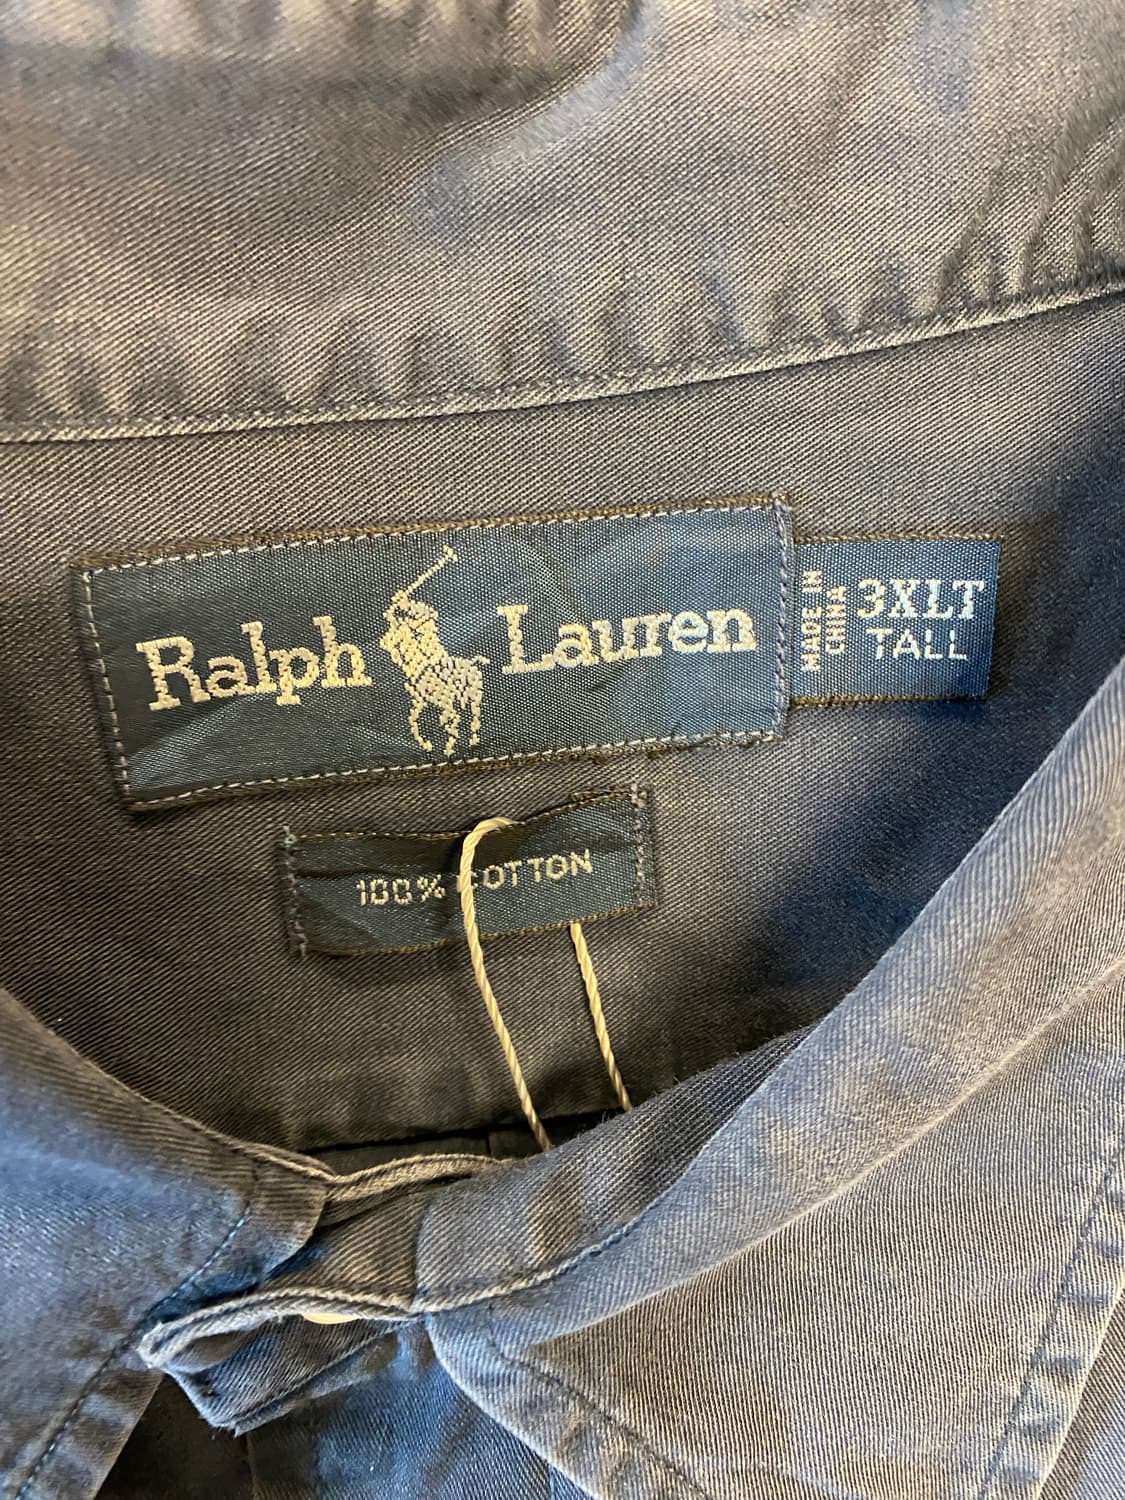 Ralph Lauren
MADE IN
CHINA
3XLT
TALL
100% COTTON